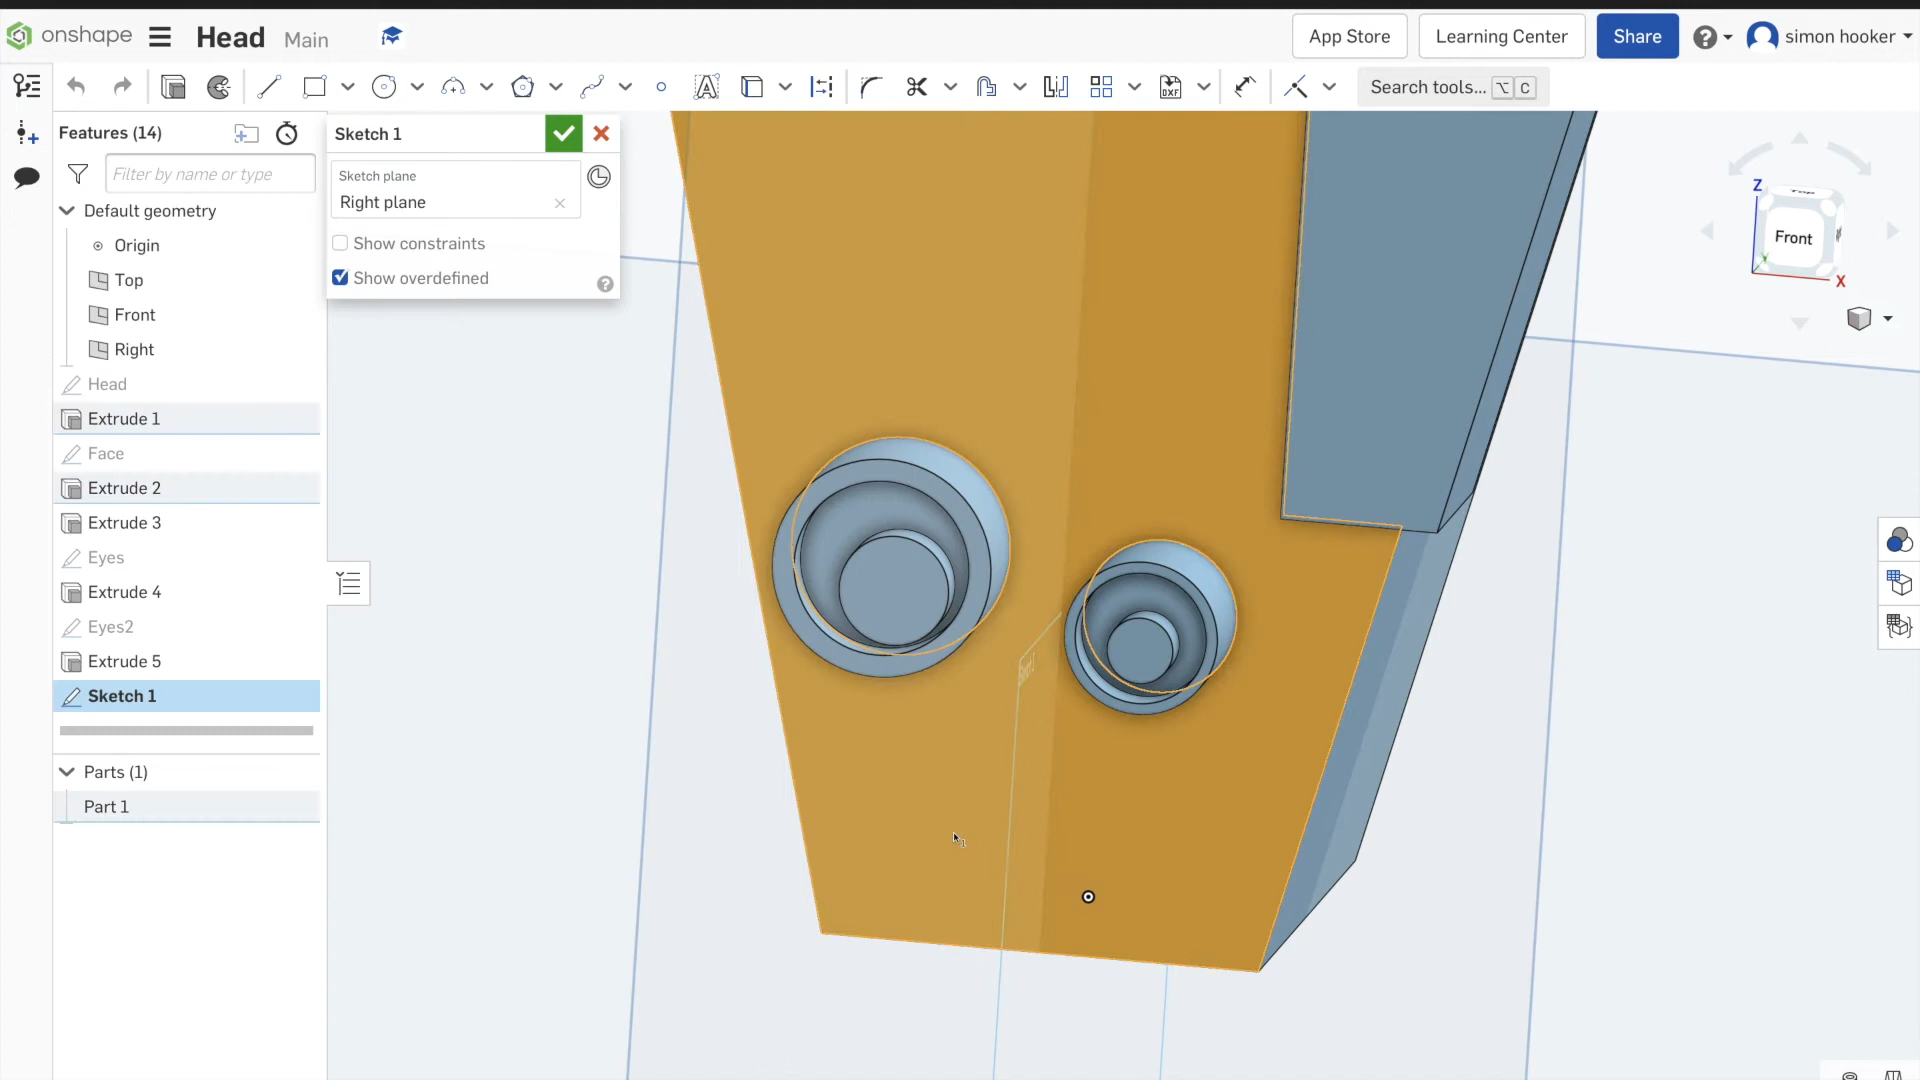 onshape Head Main App Store Learning Center Share simon hooker
Search tools... ⌥ C
Features (14)
Filter by name or type
Default geometry
Origin
Top
Front
Right
Head
Extrude 1
Face
Extrude 2
Extrude 3
Eyes
Extrude 4
Eyes2
Extrude 5
Sketch 1
Parts (1)
Part 1
Sketch 1
Sketch plane
Right plane
Show constraints
Show overdefined
Z
Top
Front
X
DXF